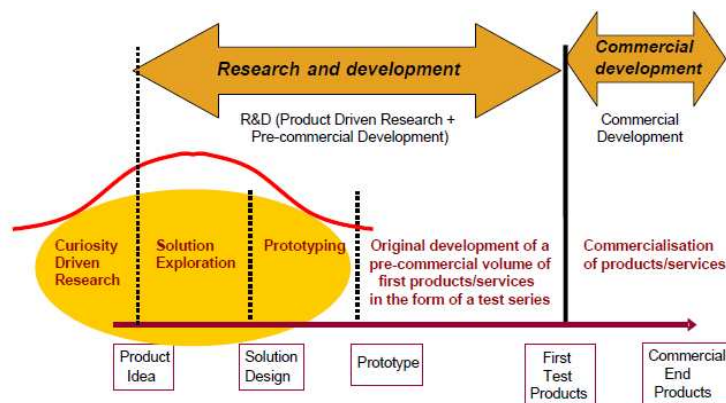 Research and development
Commercial
development
R&D (Product Driven Research +
Pre-commercial Development)
Commercial
Development
Curiosity
Driven
Research
Solution
Exploration
Prototyping
Original development of a
pre-commercial volume of
first products/services
in the form of a test series
Commercialisation
of products/services
Product
Idea
Solution
Design
Prototype
First
Test
Products
Commercial
End
Products